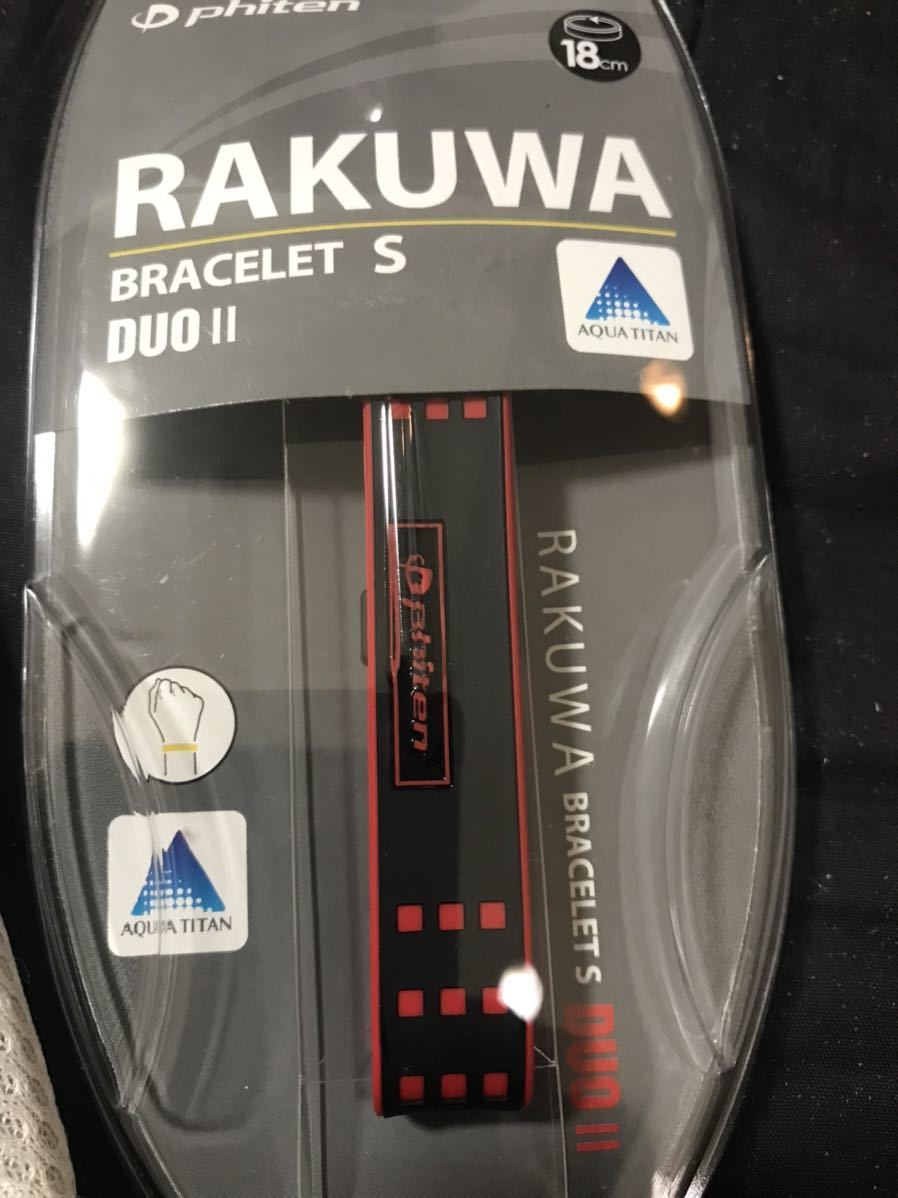 phiten
18cm
RAKUWA
BRACELET S
DUO II
AQUA TITAN
phiten
RAKUWA BRACELET S DUO II
AQUA TITAN